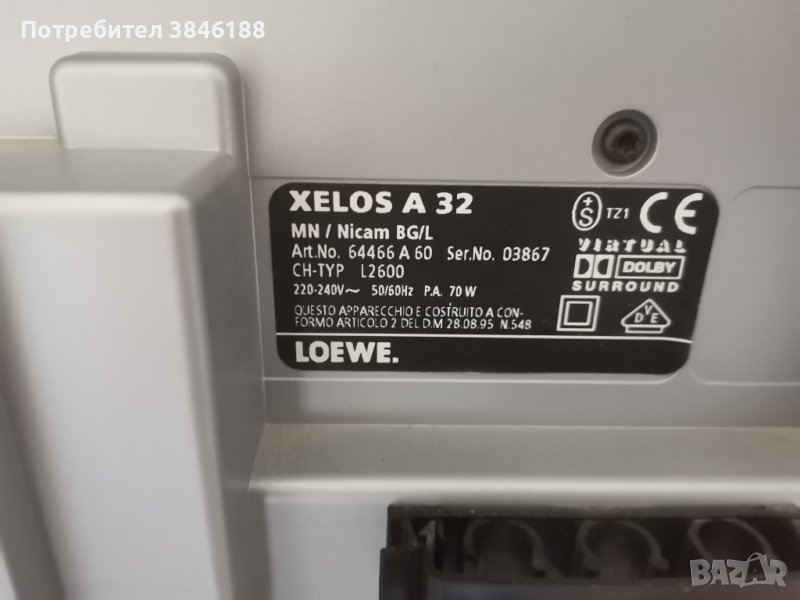 Потребител 3846188
XELOS A 32
MN / Nicam BG/L
Art.No. 64466 A 60 Ser.No. 03867
CH-TYP L2600
220-240V~ 50/60Hz P.A. 70 W
QUESTO APPARECCHIO E COSTRUITO A CON-
FORMO ARTICOLO 2 DEL D.M 28.08.95 N 548
LOEWE.
S TZ1 CE
VIRTUAL
DOLBY
SURROUND
VDE
BAZAR